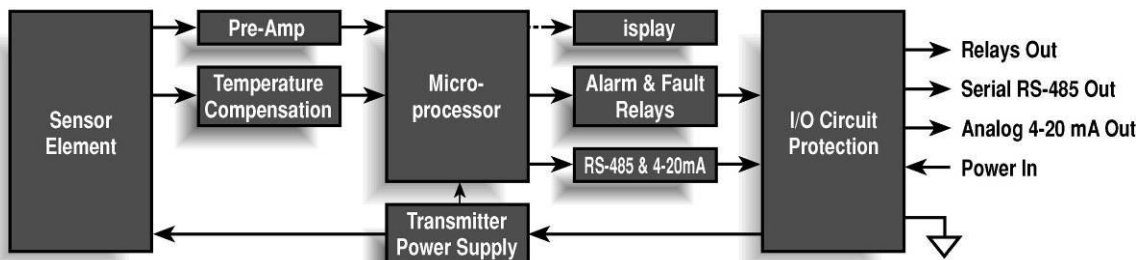 Sensor
Element
Pre-Amp
Temperature
Compensation
Micro-
processor
Transmitter
Power Supply
isplay
Alarm & Fault
Relays
RS-485 & 4-20mA
I/O Circuit
Protection
Relays Out
Serial RS-485 Out
Analog 4-20 mA Out
Power In